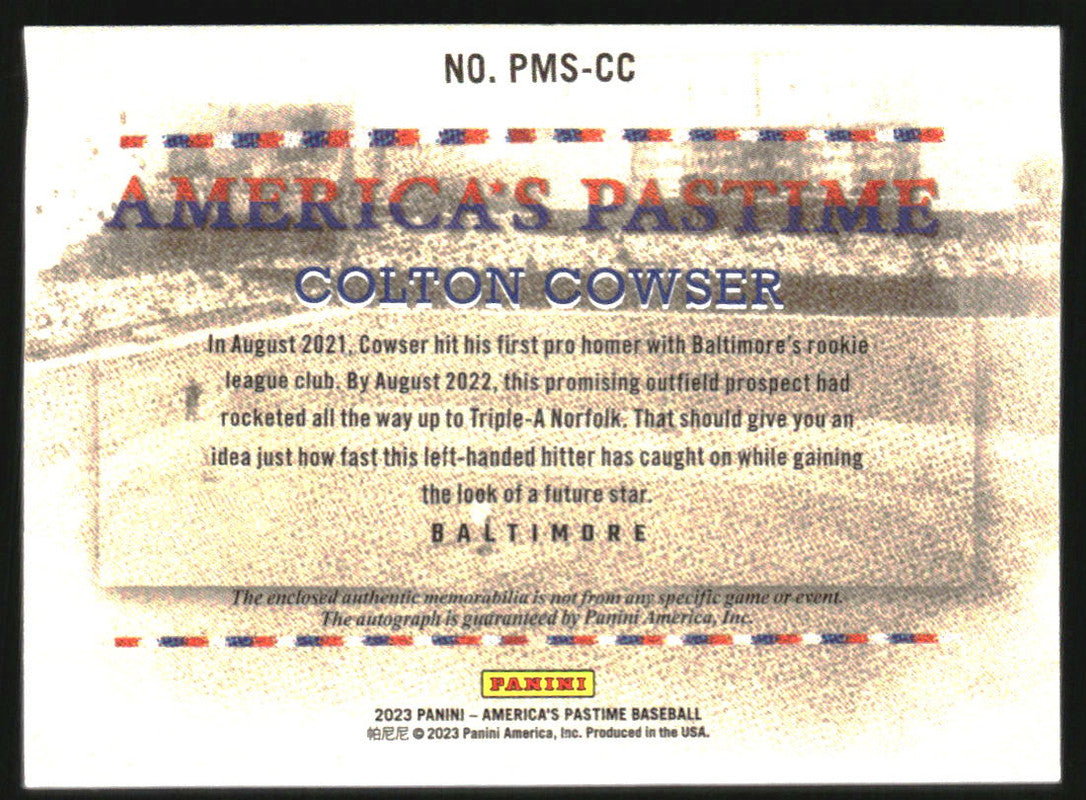 NO. PMS-CC
AMERICA'S PASTIME
COLTON COWSER
In August 2021, Cowser hit his first pro homer with Baltimore's rookie
league club. By August 2022, this promising outfield prospect had
rocketed all the way up to Triple-A Norfolk. That should give you an
idea just how fast this left-handed hitter has caught on while gaining
the look of a future star.
BALTIMORE
The enclosed authentic memorabilia is not from any specific game or event.
The autograph is guaranteed by Panini America, Inc.
PANINI
2023 PANINI – AMERICA'S PASTIME BASEBALL
帕尼尼 © 2023 Panini America, Inc. Produced in the USA.